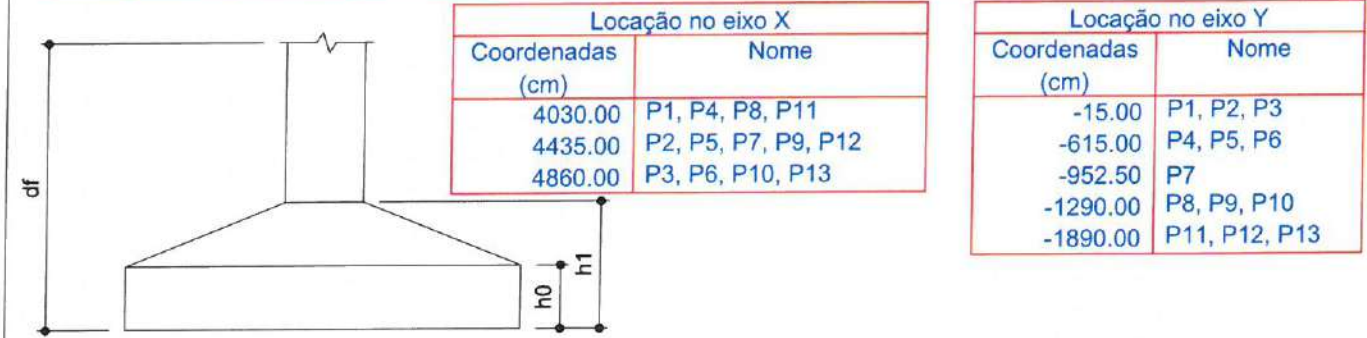 Locação no eixo X
Coordenadas (cm) Nome
4030.00 P1, P4, P8, P11
4435.00 P2, P5, P7, P9, P12
4860.00 P3, P6, P10, P13
Locação no eixo Y
Coordenadas (cm) Nome
-15.00 P1, P2, P3
-615.00 P4, P5, P6
-952.50 P7
-1290.00 P8, P9, P10
-1890.00 P11, P12, P13
df
h0
h1